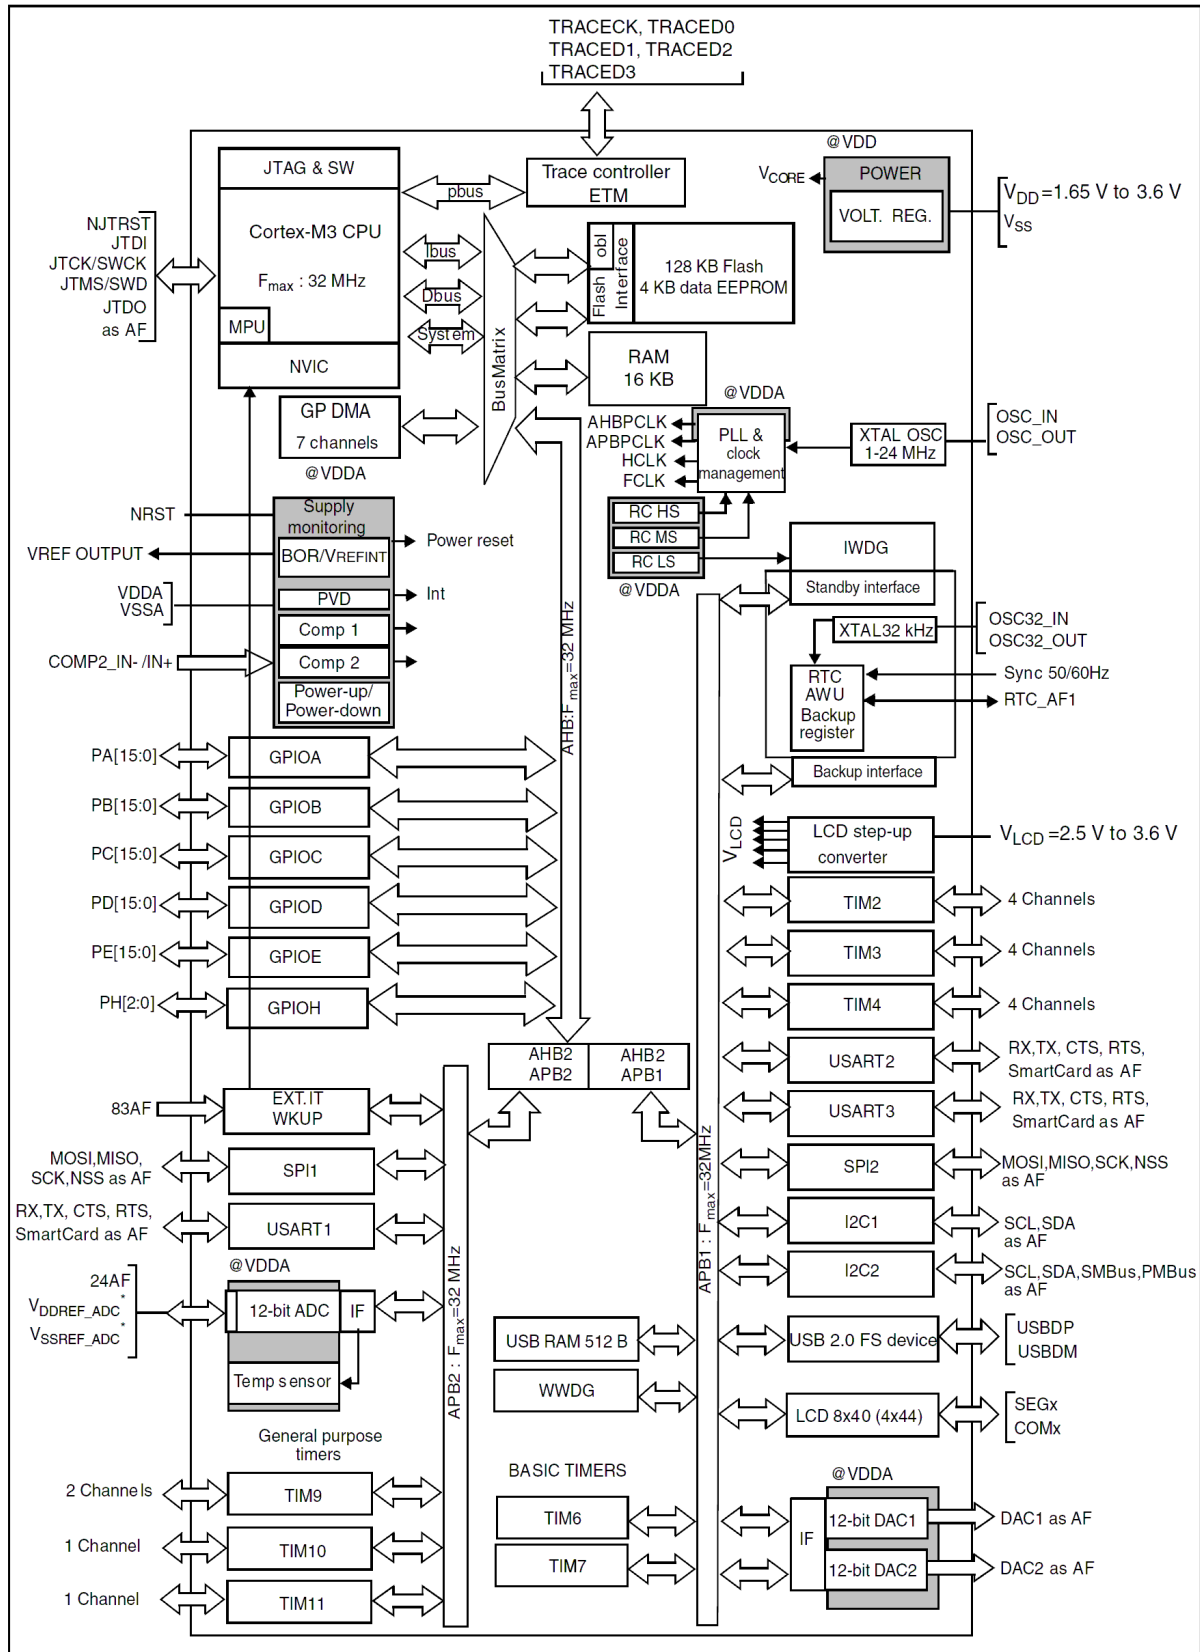 TRACECK, TRACED0
TRACED1, TRACED2
TRACED3
@VDD
JTAG & SW
pbus
Trace controller
ETM
VCORE
POWER
VOLT. REG.
VDD=1.65 V to 3.6 V
VSS
NJTRST
JTDI
JTCK/SWCK
JTMS/SWD
JTDO
as AF
Cortex-M3 CPU
Fmax : 32 MHz
MPU
NVIC
Ibus
Dbus
System
BusMatrix
Flash
obl
Interface
128 KB Flash
4 KB data EEPROM
RAM
16 KB
GP DMA
7 channels
@VDDA
@VDDA
AHBPCLK
APBPCLK
HCLK
FCLK
PLL &
clock
management
XTAL OSC
1-24 MHz
OSC_IN
OSC_OUT
NRST
VREF OUTPUT
VDDA
VSSA
COMP2_IN-/IN+
Supply
monitoring
BOR/VREFINT
PVD
Comp 1
Comp 2
Power-up/
Power-down
Power reset
Int
RC HS
RC MS
RC LS
@VDDA
IWDG
Standby interface
XTAL32 kHz
OSC32_IN
OSC32_OUT
RTC
AWU
Backup
register
Sync 50/60Hz
RTC_AF1
Backup interface
AHB:Fmax=32 MHz
PA[15:0]
GPIOA
PB[15:0]
GPIOB
PC[15:0]
GPIOC
PD[15:0]
GPIOD
PE[15:0]
GPIOE
PH[2:0]
GPIOH
VLCD
LCD step-up
converter
VLCD=2.5 V to 3.6 V
TIM2
4 Channels
TIM3
4 Channels
TIM4
4 Channels
AHB2
APB2
AHB2
APB1
USART2
RX,TX, CTS, RTS,
SmartCard as AF
USART3
RX,TX, CTS, RTS,
SmartCard as AF
SPI2
MOSI,MISO,SCK,NSS
as AF
I2C1
SCL,SDA
as AF
I2C2
SCL,SDA,SMBus,PMBus
as AF
83AF
EXT.IT
WKUP
MOSI,MISO,
SCK,NSS as AF
SPI1
RX,TX, CTS, RTS,
SmartCard as AF
USART1
@VDDA
24AF
VDDREF_ADC*
VSSREF_ADC*
12-bit ADC
IF
Temp sensor
APB2 : Fmax=32 MHz
APB1 : Fmax=32MHz
USB RAM 512 B
USB 2.0 FS device
USBDP
USBDM
WWDG
LCD 8x40 (4x44)
SEGx
COMx
General purpose
timers
2 Channels
TIM9
1 Channel
TIM10
1 Channel
TIM11
BASIC TIMERS
TIM6
TIM7
@VDDA
IF
12-bit DAC1
DAC1 as AF
12-bit DAC2
DAC2 as AF